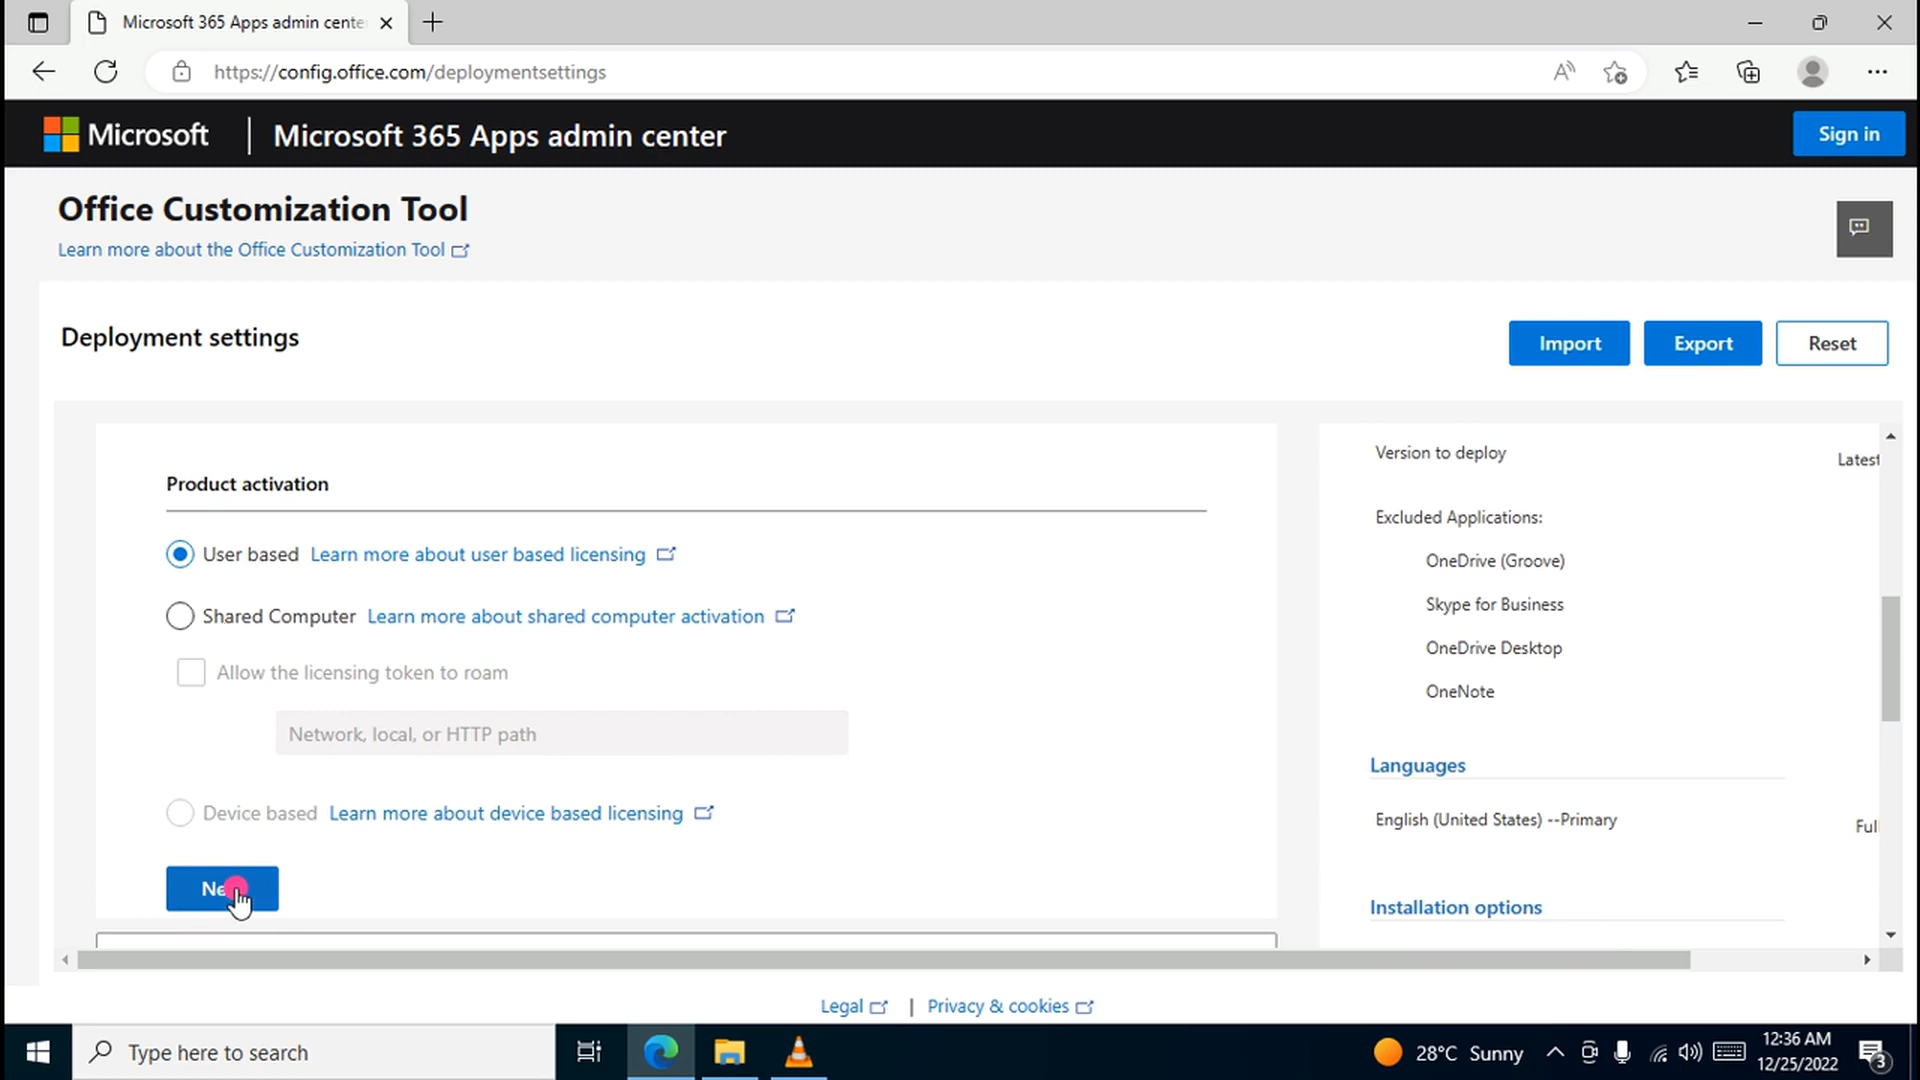 Microsoft 365 Apps admin cente
https://config.office.com/deploymentsettings
Microsoft | Microsoft 365 Apps admin center
Sign in
Office Customization Tool
Learn more about the Office Customization Tool
Deployment settings
Import
Export
Reset
Product activation
User based Learn more about user based licensing
Shared Computer Learn more about shared computer activation
Allow the licensing token to roam
Network, local, or HTTP path
Device based Learn more about device based licensing
Version to deploy
Latest
Excluded Applications:
OneDrive (Groove)
Skype for Business
OneDrive Desktop
OneNote
Languages
English (United States) --Primary
Full
Installation options
Legal | Privacy & cookies
Type here to search
28°C Sunny
12:36 AM
12/25/2022
3